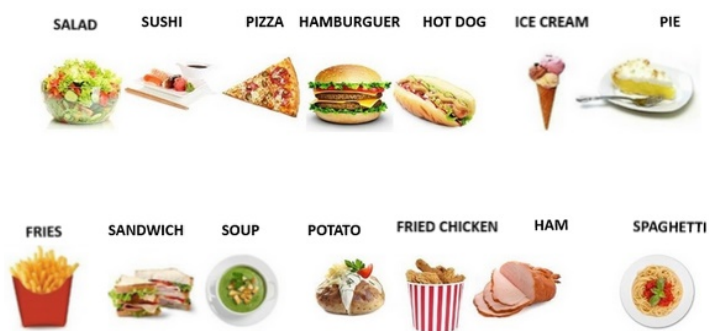 SALAD SUSHI PIZZA HAMBURGUER HOT DOG ICE CREAM PIE
FRIES SANDWICH SOUP POTATO FRIED CHICKEN HAM SPAGHETTI